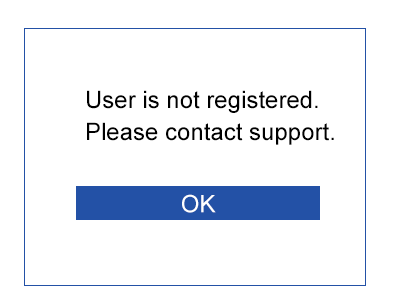 User is not registered.
Please contact support.
OK